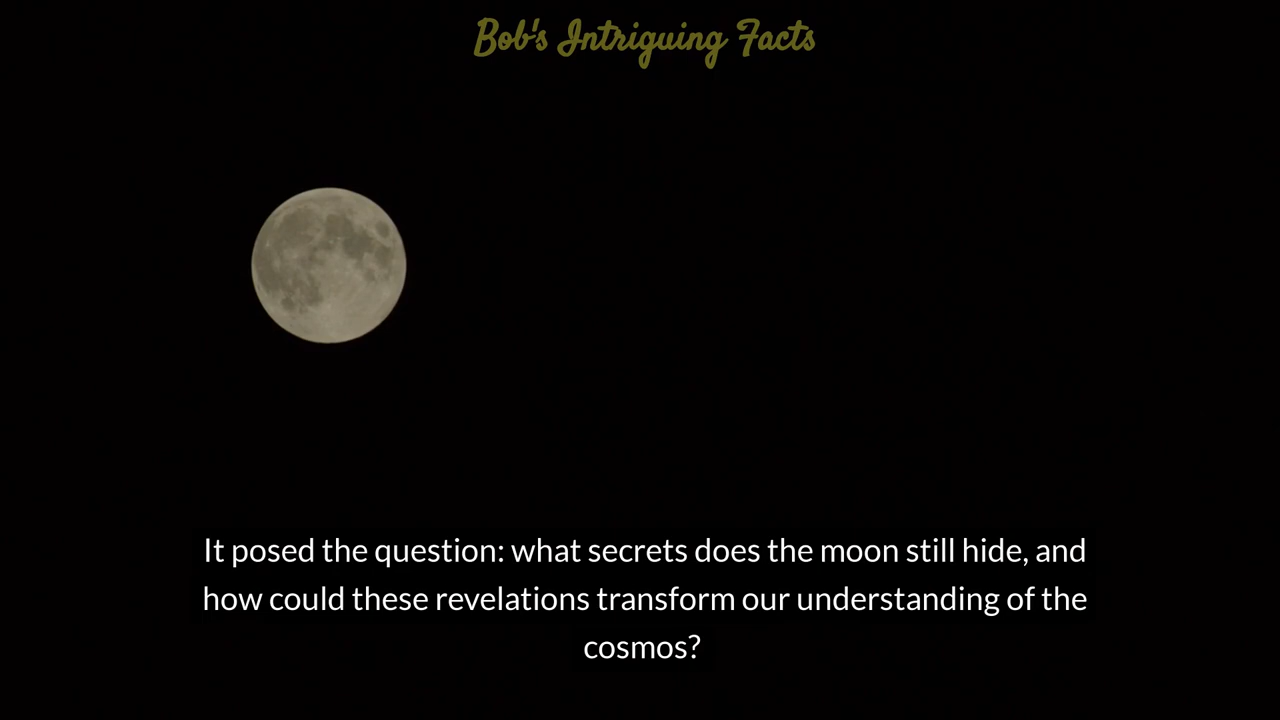 Bob's Intriguing Facts
It posed the question: what secrets does the moon still hide, and
how could these revelations transform our understanding of the
cosmos?